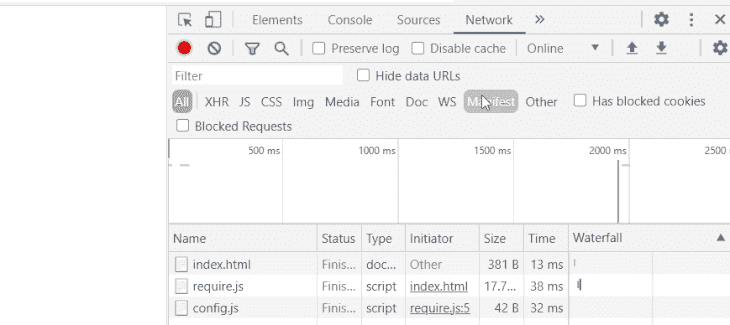 Elements Console Sources Network »
Preserve log Disable cache Online
Filter Hide data URLs
All XHR JS CSS Img Media Font Doc WS Manifest Other Has blocked cookies
Blocked Requests
500 ms 1000 ms 1500 ms 2000 ms 2500
Name Status Type Initiator Size Time Waterfall
index.html Finis... doc... Other 381 B 13 ms
require.js Finis... script index.html 17.7... 38 ms
config.js Finis... script require.js:5 42 B 32 ms